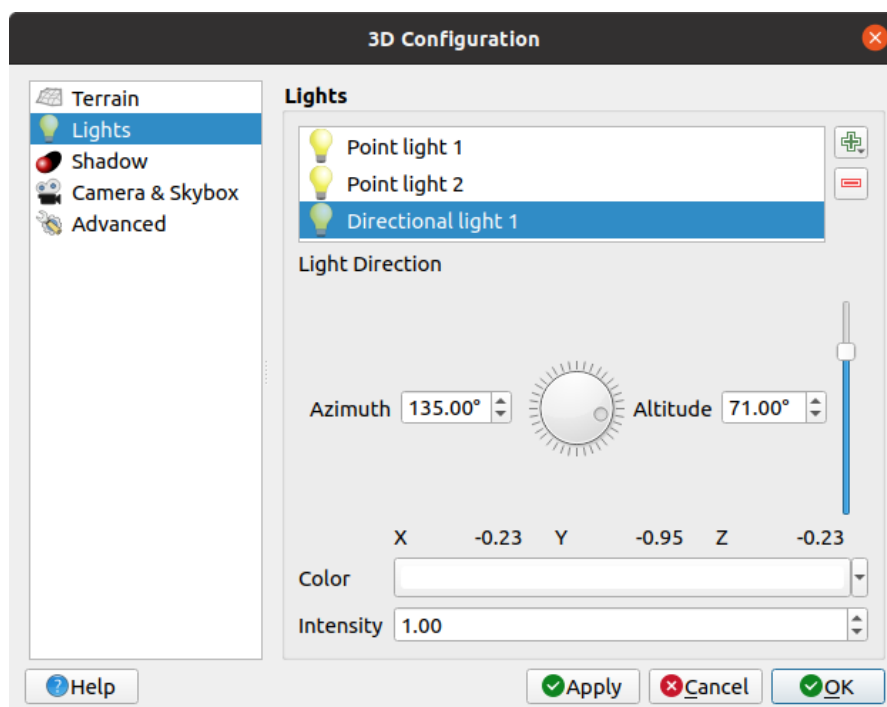 3D Configuration
Terrain
Lights
Shadow
Camera & Skybox
Advanced
Lights
Point light 1
Point light 2
Directional light 1
Light Direction
Azimuth 135.00° Altitude 71.00°
X -0.23 Y -0.95 Z -0.23
Color
Intensity 1.00
Help Apply Cancel OK